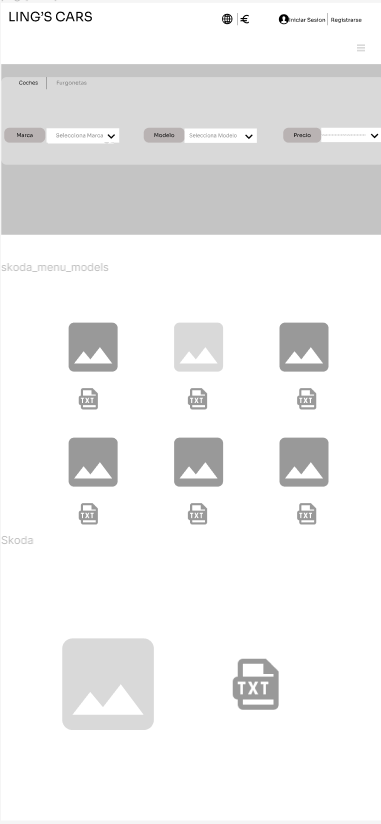 LING'S CARS
Iniciar Sesion | Registrarse
Coches | Forgonetas
Marca Selecciona Marca Modelo Selecciona Modelo Precio
skoda_menu_models
TXT TXT TXT
TXT TXT TXT
Skoda
TXT